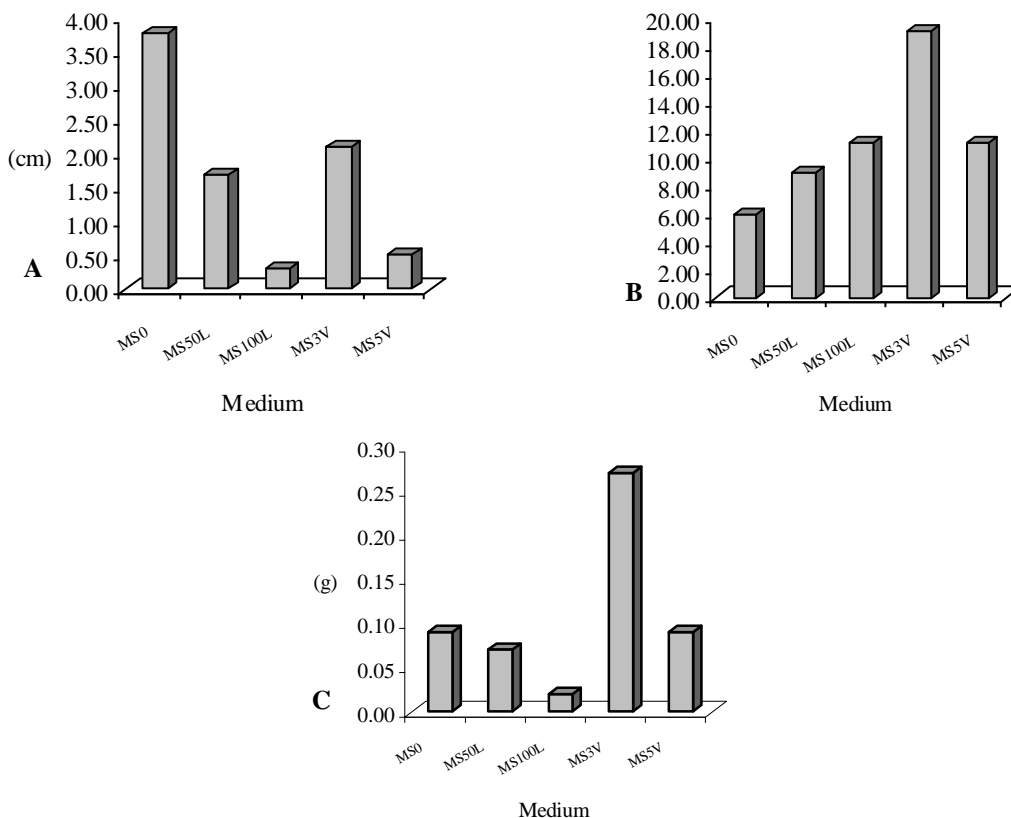 4.00
3.50
3.00
2.50
2.00
1.50
1.00
0.50
0.00
(cm)
A
MS0 MS50L MS100L MS3V MS5V
Medium
20.00
18.00
16.00
14.00
12.00
10.00
8.00
6.00
4.00
2.00
0.00
B
MS0 MS50L MS100L MS3V MS5V
Medium
0.30
0.25
0.20
0.15
0.10
0.05
0.00
(g)
C
MS0 MS50L MS100L MS3V MS5V
Medium